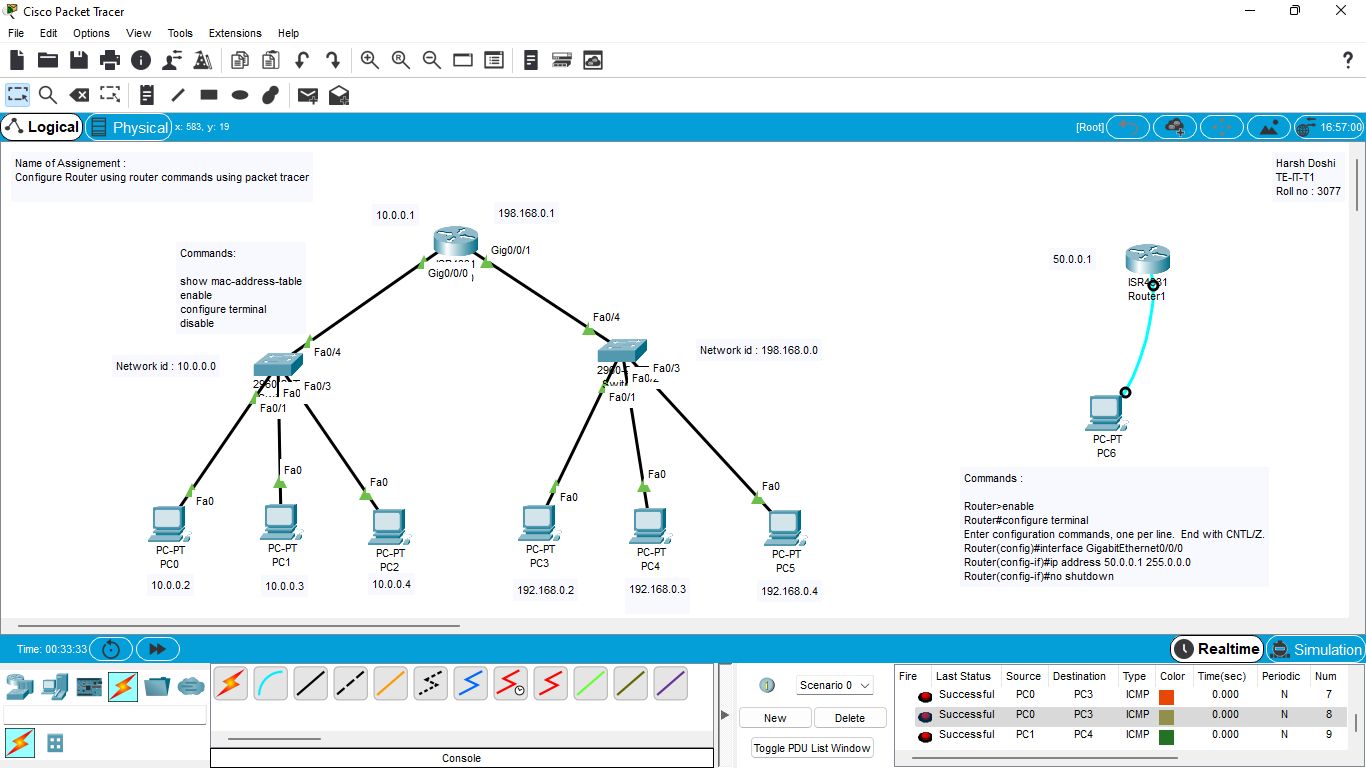 Cisco Packet Tracer
File Edit Options View Tools Extensions Help
Logical
Physical
x: 583, y: 19
[Root]
16:57:00
Name of Assignement :
Configure Router using router commands using packet tracer
Harsh Doshi
TE-IT-T1
Roll no : 3077
10.0.0.1
198.168.0.1
Gig0/0/1
Gig0/0/0
Commands:
show mac-address-table
enable
configure terminal
disable
50.0.0.1
Router1
Fa0/4
Fa0/4
Network id : 10.0.0.0
Network id : 198.168.0.0
Fa0/3
Fa0/1
Fa0/3
Fa0/1
Fa0
Fa0
Fa0
Fa0
Fa0
Fa0
PC-PT
PC0
10.0.0.2
PC-PT
PC1
10.0.0.3
PC-PT
PC2
10.0.0.4
PC-PT
PC3
192.168.0.2
PC-PT
PC4
192.168.0.3
PC-PT
PC5
192.168.0.4
PC-PT
PC6
Commands :
Router>enable
Router#configure terminal
Enter configuration commands, one per line. End with CNTL/Z.
Router(config)#interface GigabitEthernet0/0/0
Router(config-if)#ip address 50.0.0.1 255.0.0.0
Router(config-if)#no shutdown
Time: 00:33:33
Realtime
Simulation
Scenario 0
New
Delete
Toggle PDU List Window
Console
Fire Last Status Source Destination Type Color Time(sec) Periodic Num
Successful PC0 PC3 ICMP 0.000 N 7
Successful PC0 PC3 ICMP 0.000 N 8
Successful PC1 PC4 ICMP 0.000 N 9